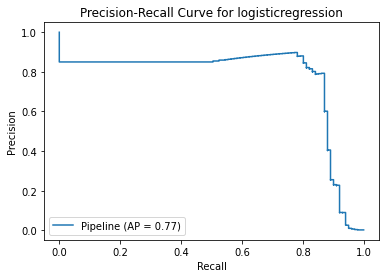 Precision-Recall Curve for logisticregression
1.0
0.8
0.6
0.4
0.2
0.0
Precision
Pipeline (AP = 0.77)
0.0 0.2 0.4 0.6 0.8 1.0
Recall